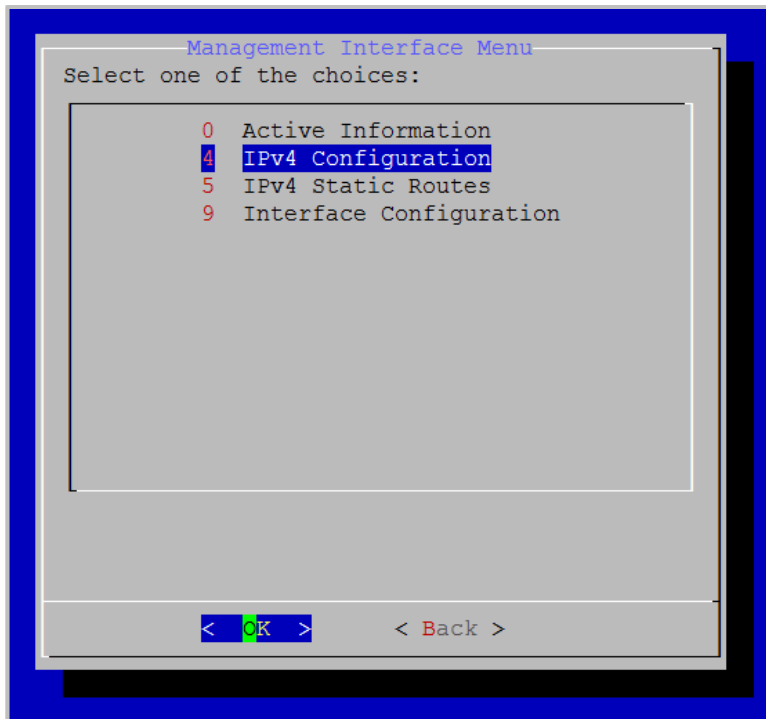 Management Interface Menu
Select one of the choices:
0 Active Information
4 IPv4 Configuration
5 IPv4 Static Routes
9 Interface Configuration
< OK > < Back >